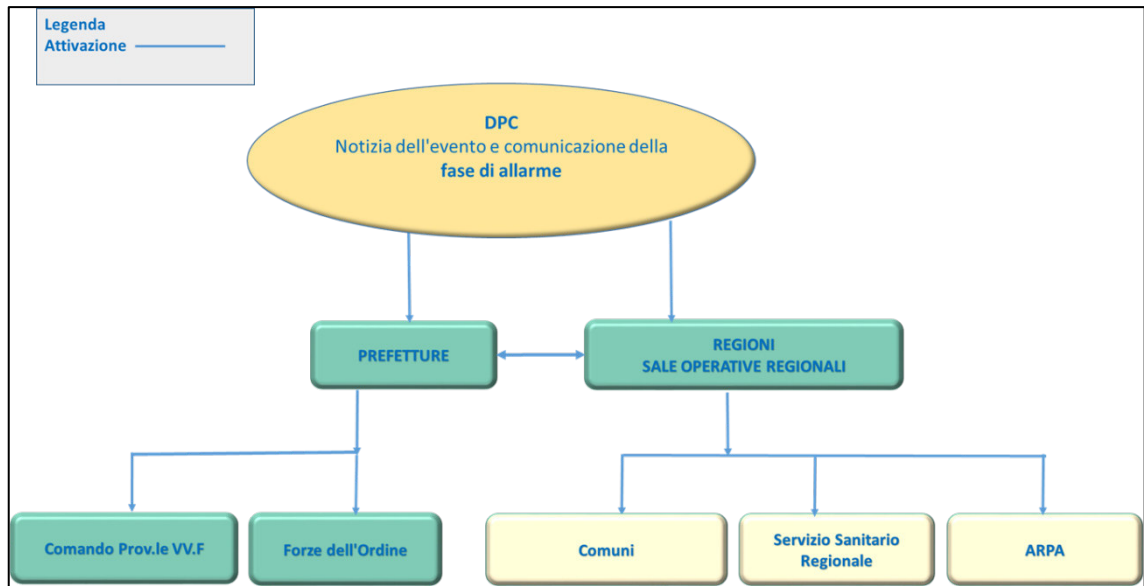 Legenda
Attivazione
DPC
Notizia dell'evento e comunicazione della
fase di allarme
PREFETTURE
REGIONI
SALE OPERATIVE REGIONALI
Comando Prov.le VV.F
Forze dell'Ordine
Comuni
Servizio Sanitario
Regionale
ARPA